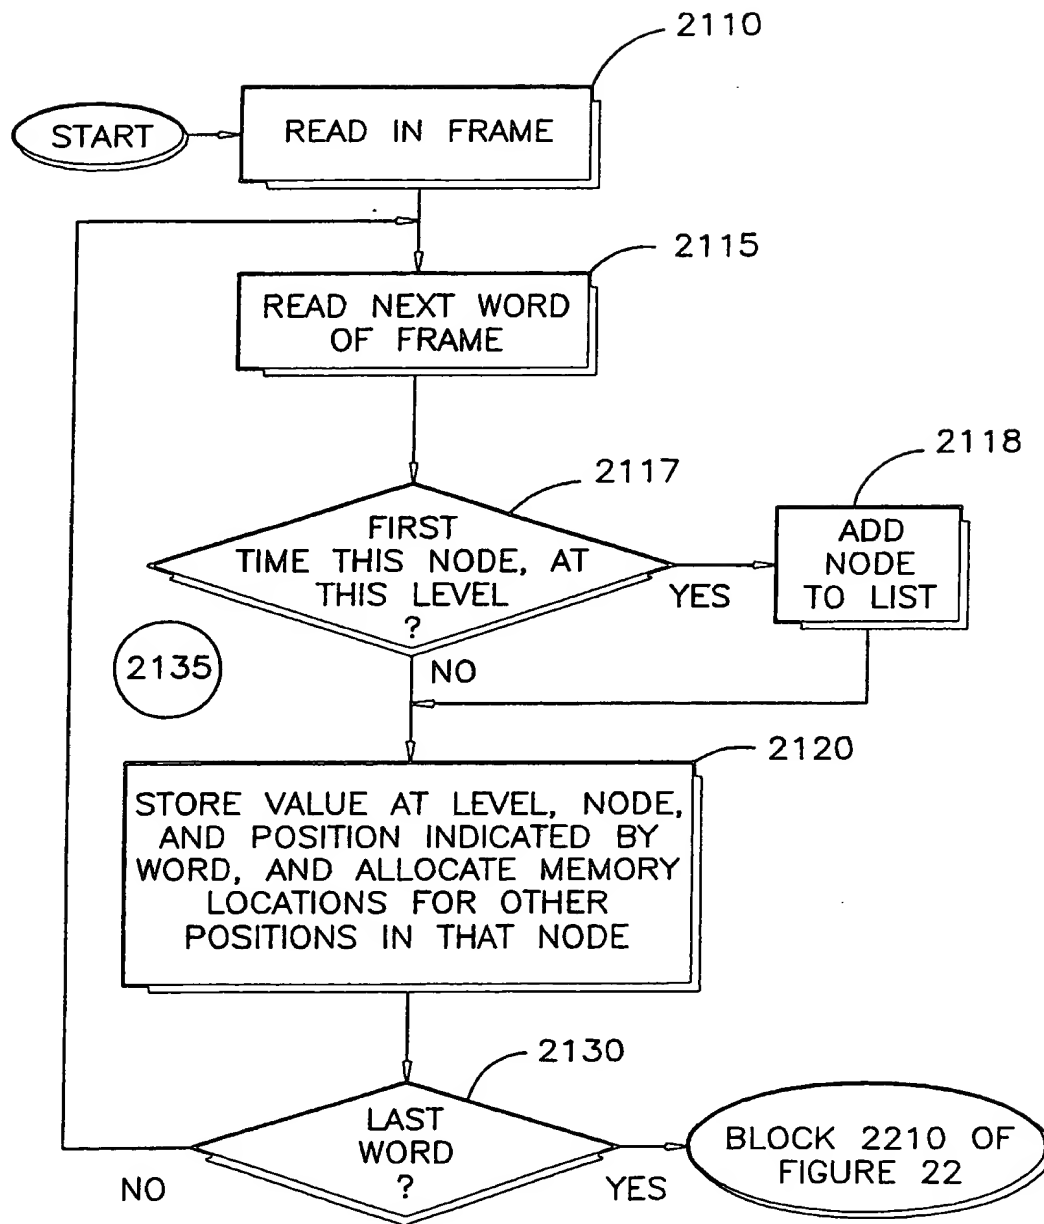 2110
START
READ IN FRAME
2115
READ NEXT WORD
OF FRAME
2117
2118
FIRST
TIME THIS NODE, AT
THIS LEVEL
?
YES
ADD
NODE
TO LIST
2135
NO
2120
STORE VALUE AT LEVEL, NODE,
AND POSITION INDICATED BY
WORD, AND ALLOCATE MEMORY
LOCATIONS FOR OTHER
POSITIONS IN THAT NODE
2130
LAST
WORD
?
NO
YES
BLOCK 2210 OF
FIGURE 22